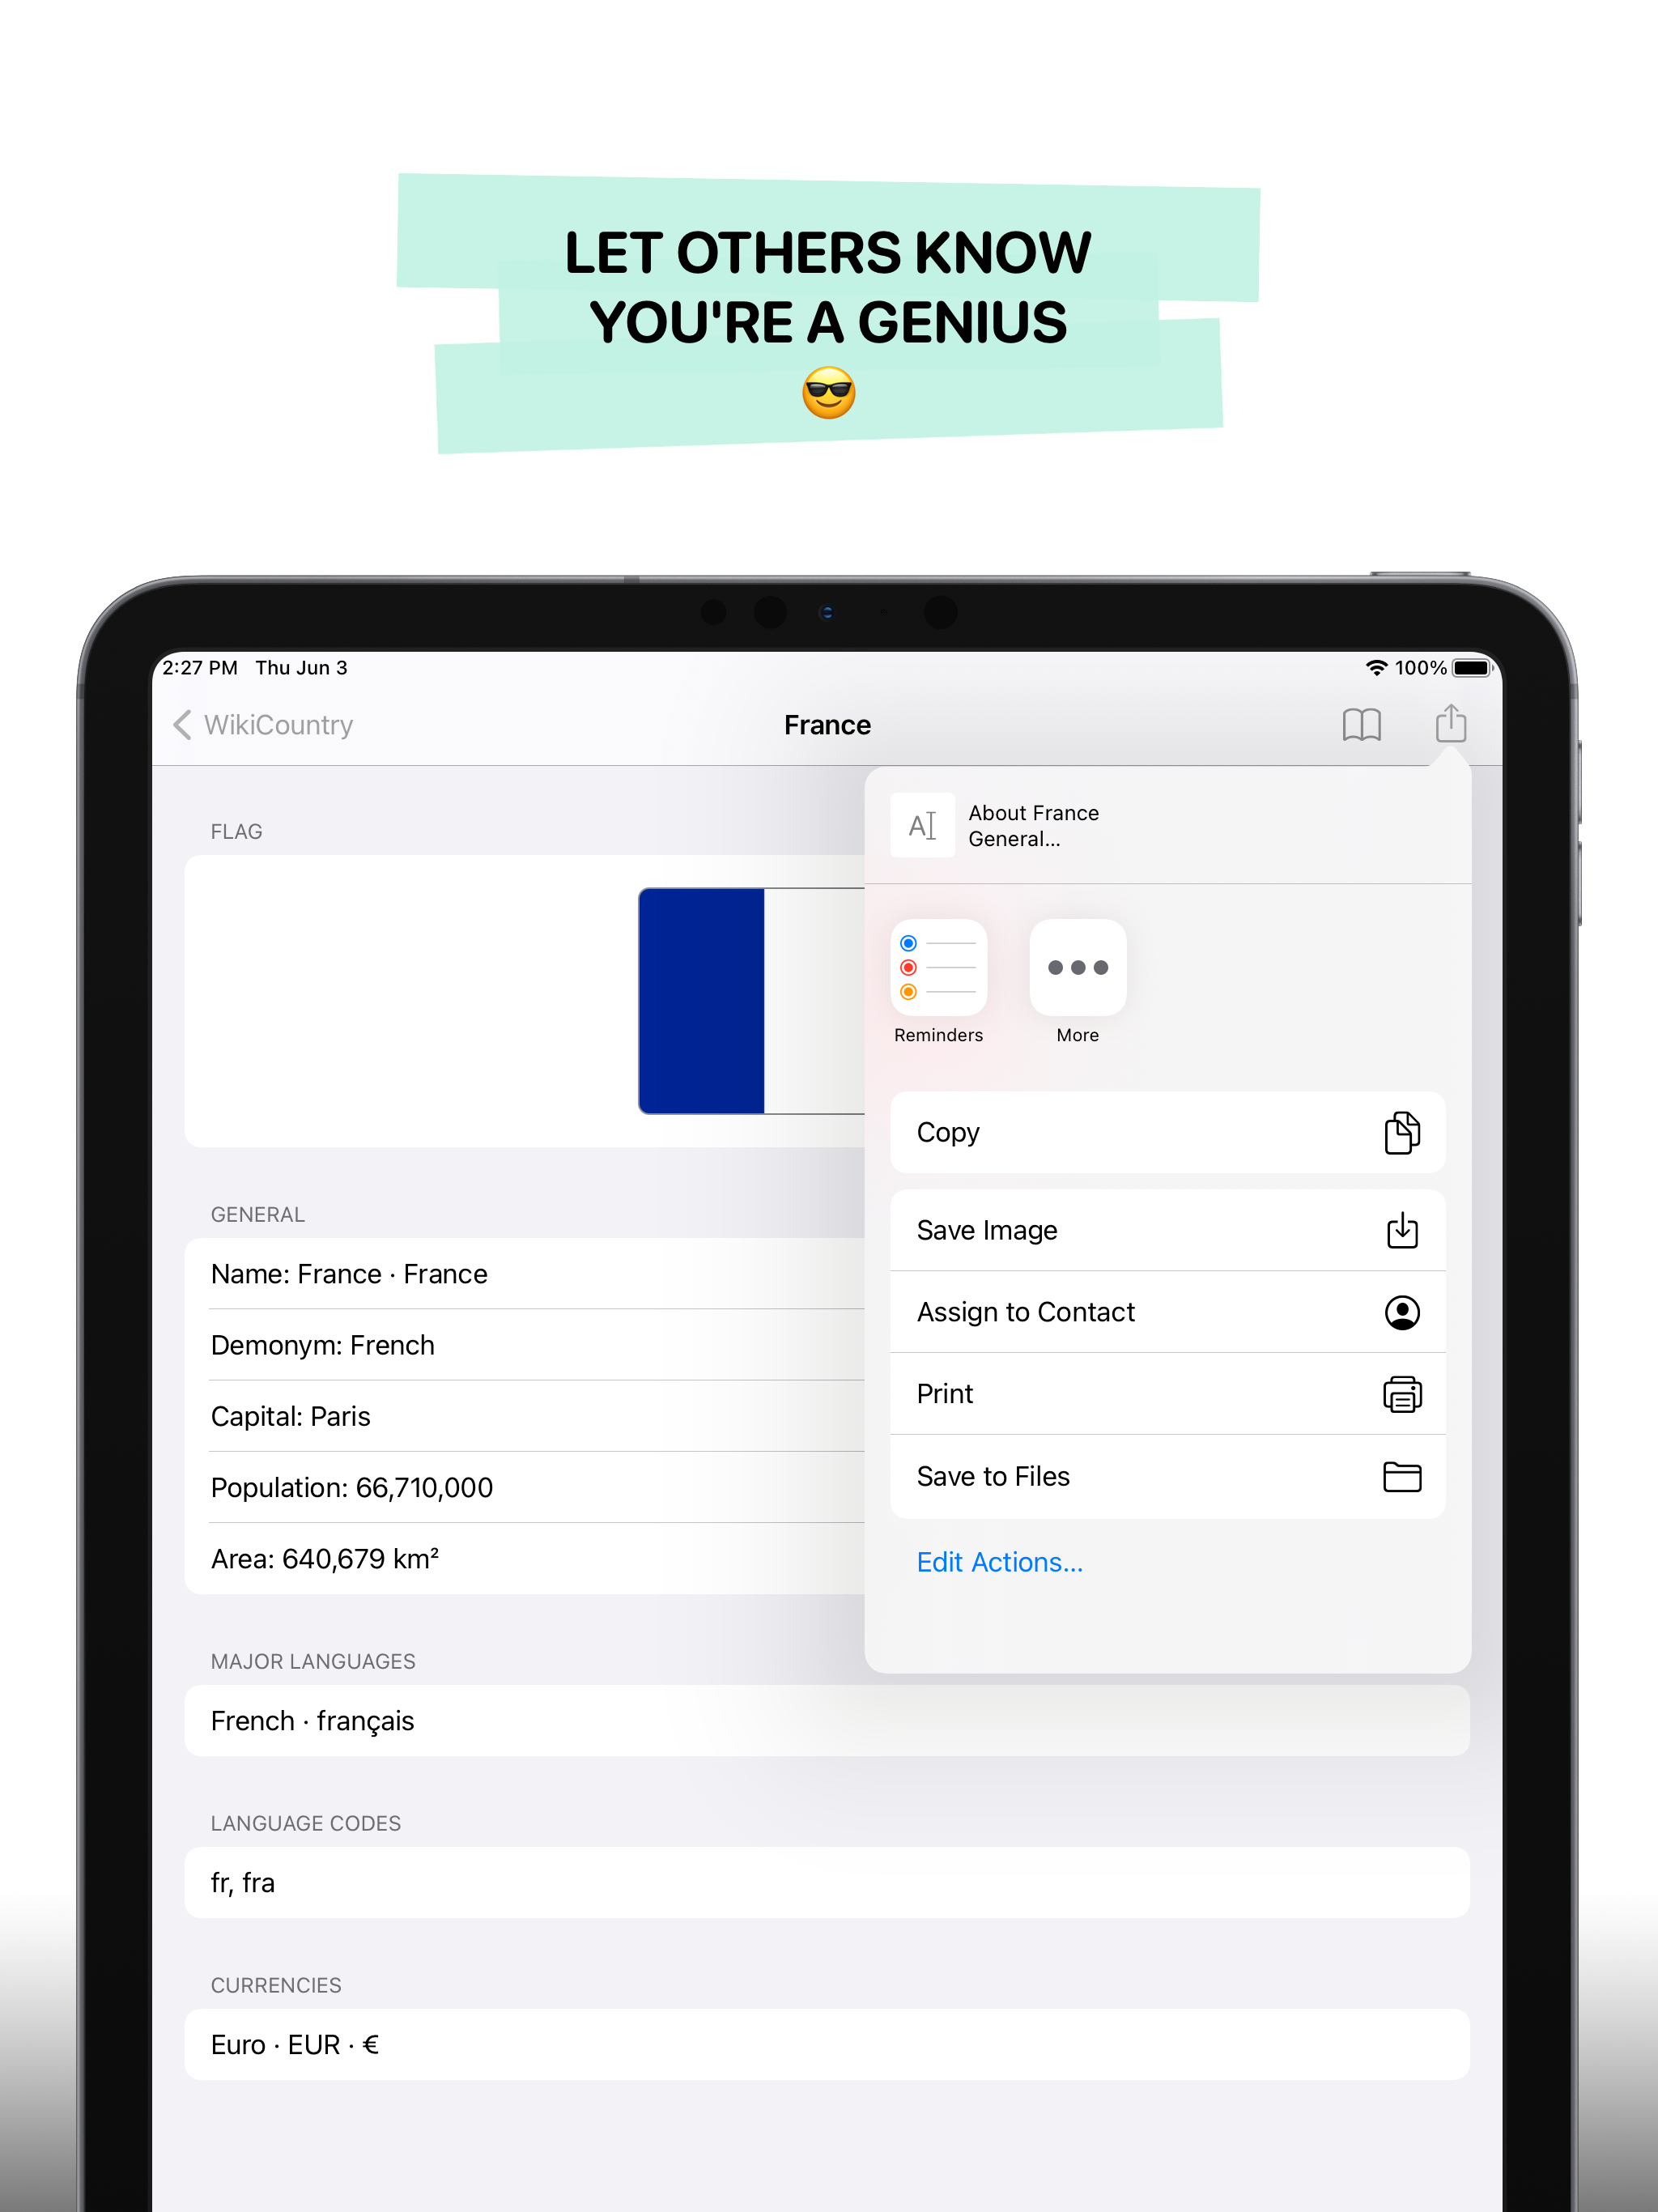 LET OTHERS KNOW
YOU'RE A GENIUS
😎
2:27 PM Thu Jun 3
100%
WikiCountry
France
FLAG
GENERAL
Name: France · France
Demonym: French
Capital: Paris
Population: 66,710,000
Area: 640,679 km²
MAJOR LANGUAGES
French · français
LANGUAGE CODES
fr, fra
CURRENCIES
Euro · EUR · €
A
About France
General...
Reminders
More
Copy
Save Image
Assign to Contact
Print
Save to Files
Edit Actions...